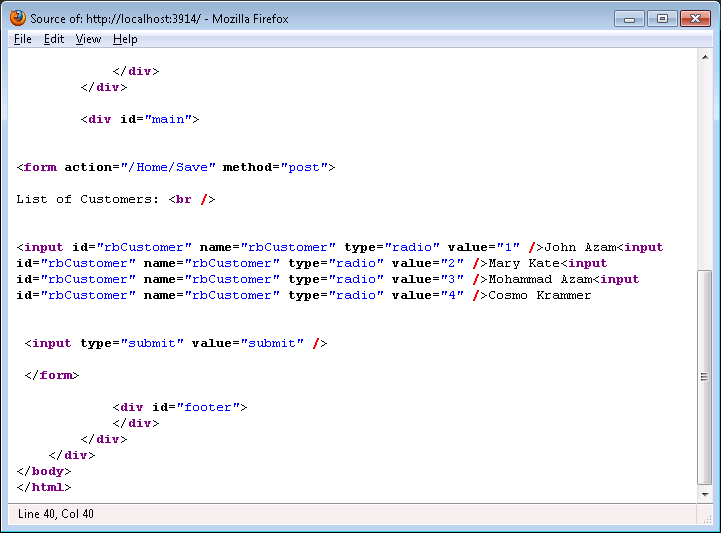 Source of: http://localhost:3914/ - Mozilla Firefox
File Edit View Help
</div>
</div>
<div id="main">
<form action="/Home/Save" method="post">
List of Customers: <br />
<input id="rbCustomer" name="rbCustomer" type="radio" value="1" />John Azam<input
id="rbCustomer" name="rbCustomer" type="radio" value="2" />Mary Kate<input
id="rbCustomer" name="rbCustomer" type="radio" value="3" />Mohammad Azam<input
id="rbCustomer" name="rbCustomer" type="radio" value="4" />Cosmo Krammer
<input type="submit" value="submit" />
</form>
<div id="footer">
</div>
</div>
</div>
</body>
</html>
Line 40, Col 40